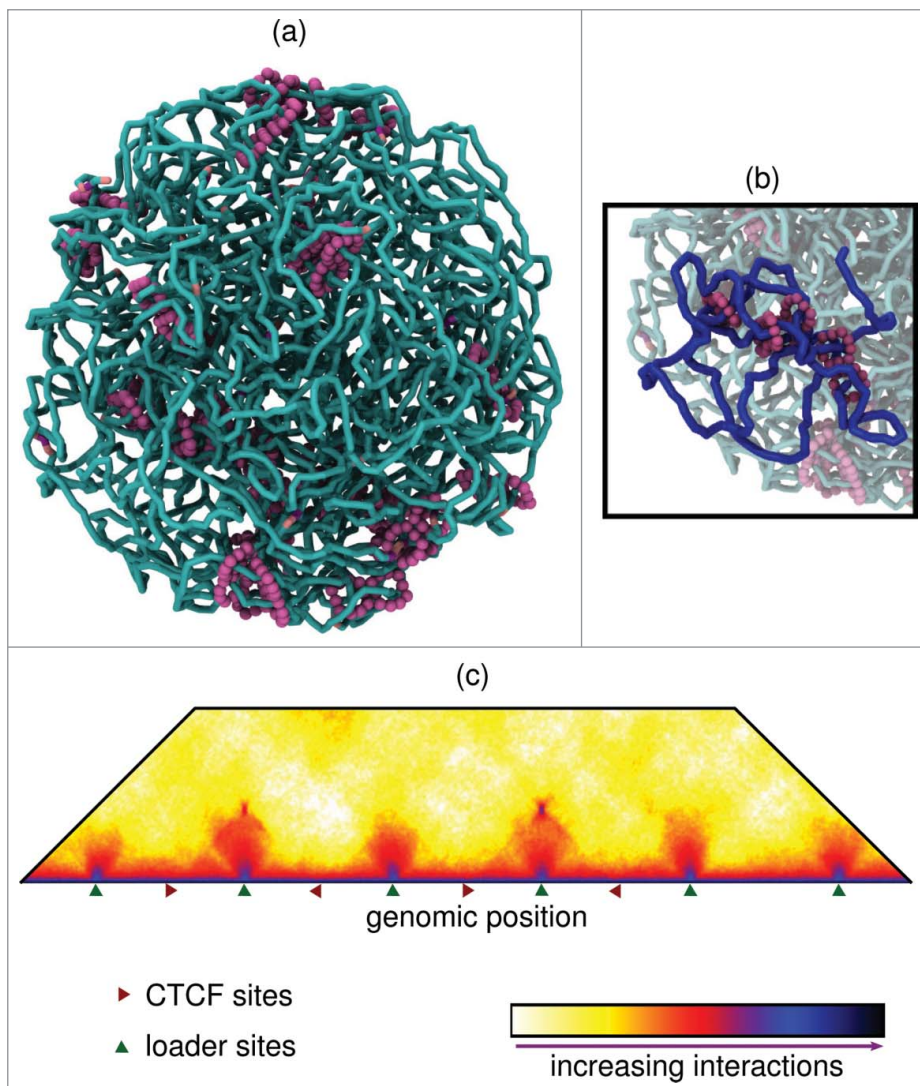 (a)
(b)
(c)
genomic position
CTCF sites
loader sites
increasing interactions